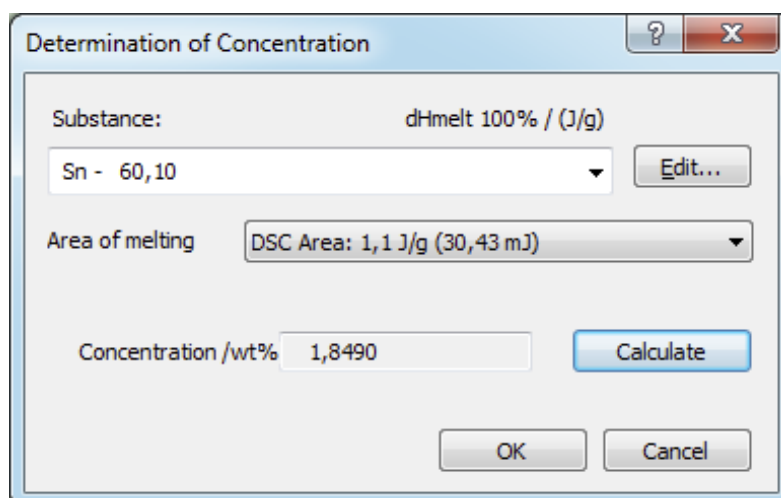 Determination of Concentration
Substance: dHmelt 100% / (J/g)
Sn - 60,10 Edit...
Area of melting DSC Area: 1,1 J/g (30,43 mJ)
Concentration /wt% 1,8490 Calculate
OK Cancel